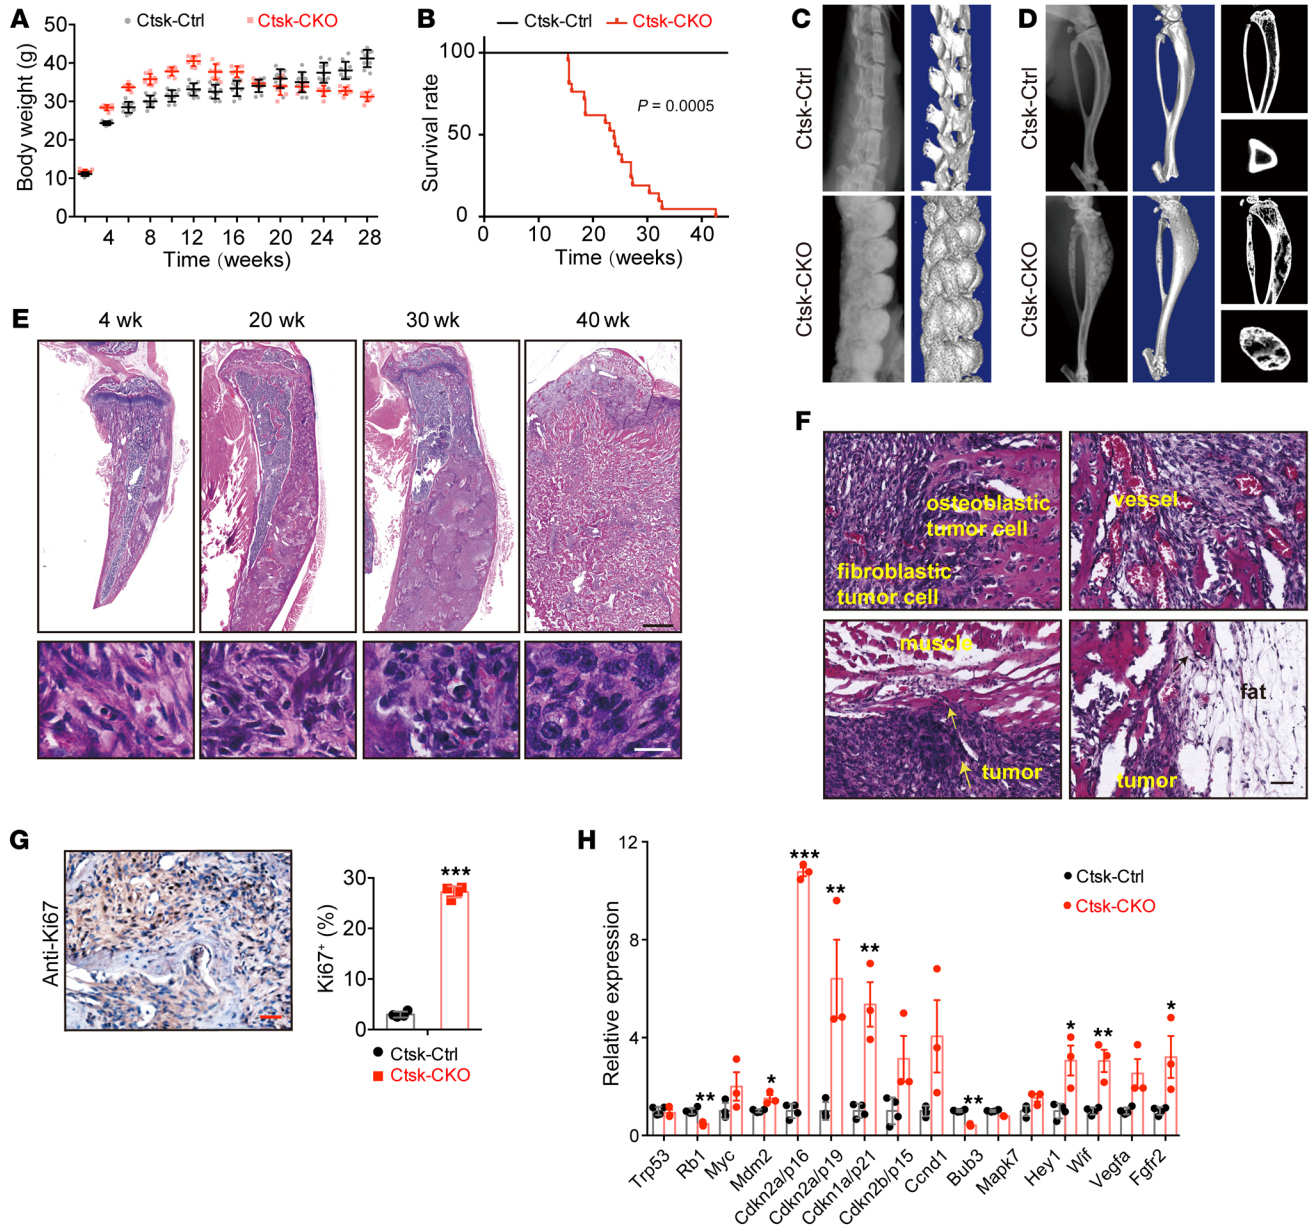 A
Ctsk-Ctrl
Ctsk-CKO
Body weight (g)
50
40
30
20
10
0
4
8
12
16
20
24
28
Time (weeks)
B
Ctsk-Ctrl
Ctsk-CKO
Survival rate
100
50
0
P = 0.0005
0
10
20
30
40
Time (weeks)
C
Ctsk-Ctrl
Ctsk-CKO
D
Ctsk-Ctrl
Ctsk-CKO
E
4 wk
20 wk
30 wk
40 wk
F
osteoblastic
tumor cell
fibroblastic
tumor cell
vessel
muscle
tumor
fat
tumor
G
Anti-Ki67
Ki67+ (%)
30
20
10
0
***
Ctsk-Ctrl
Ctsk-CKO
H
Relative expression
12
8
4
0
Ctsk-Ctrl
Ctsk-CKO
**
*
***
**
**
**
*
**
*
Trp53
Rb1
Myc
Mdm2
Cdkn2a/p16
Cdkn2a/p19
Cdkn1a/p21
Cdkn2b/p15
Ccnd1
Bub3
Mapk7
Hey1
Wif
Vegfa
Fgfr2